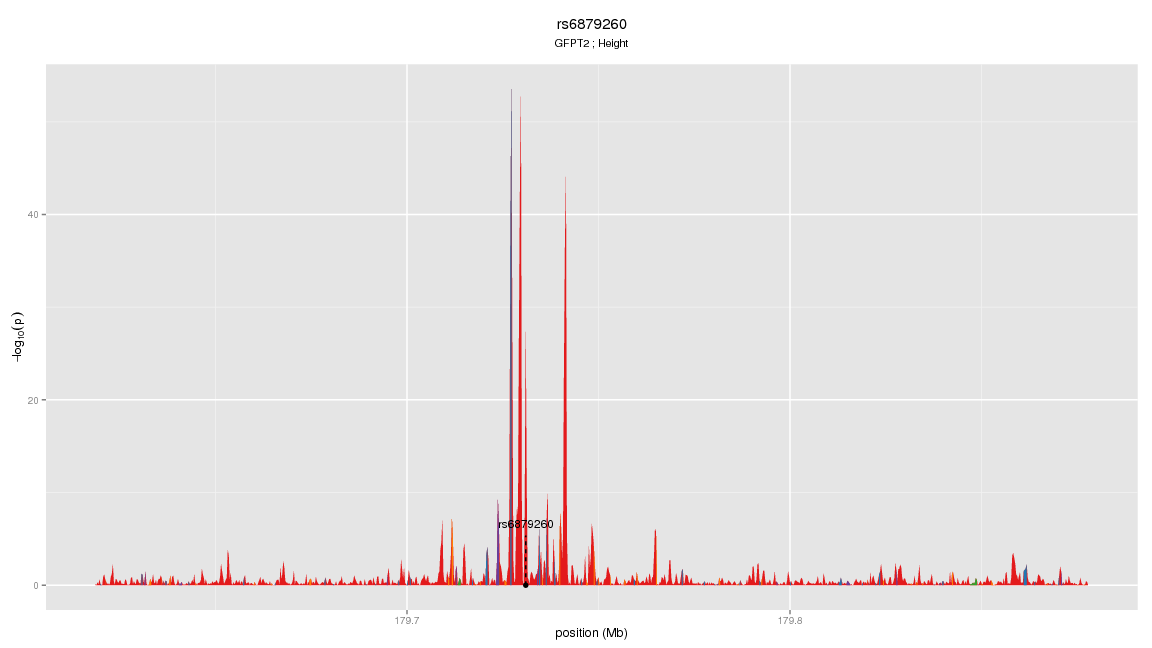 rs6879260
GFPT2 ; Height
40
20
0
−log10(p)
rs6879260
179.7
179.8
position (Mb)